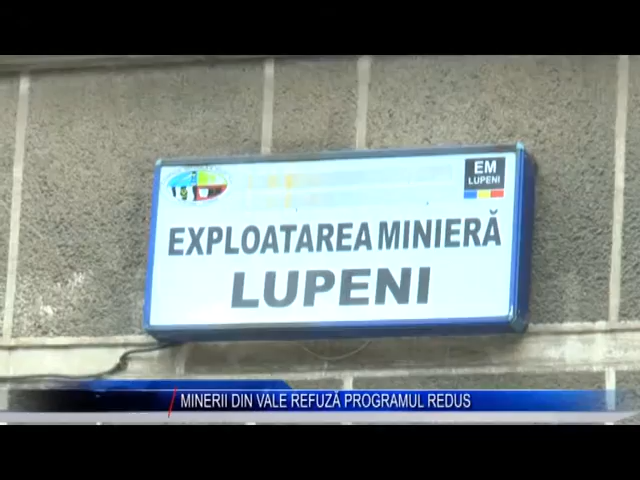 EM
LUPENI
EXPLOATAREA MINIERĂ
LUPENI
MINERII DIN VALE REFUZĂ PROGRAMUL REDUS